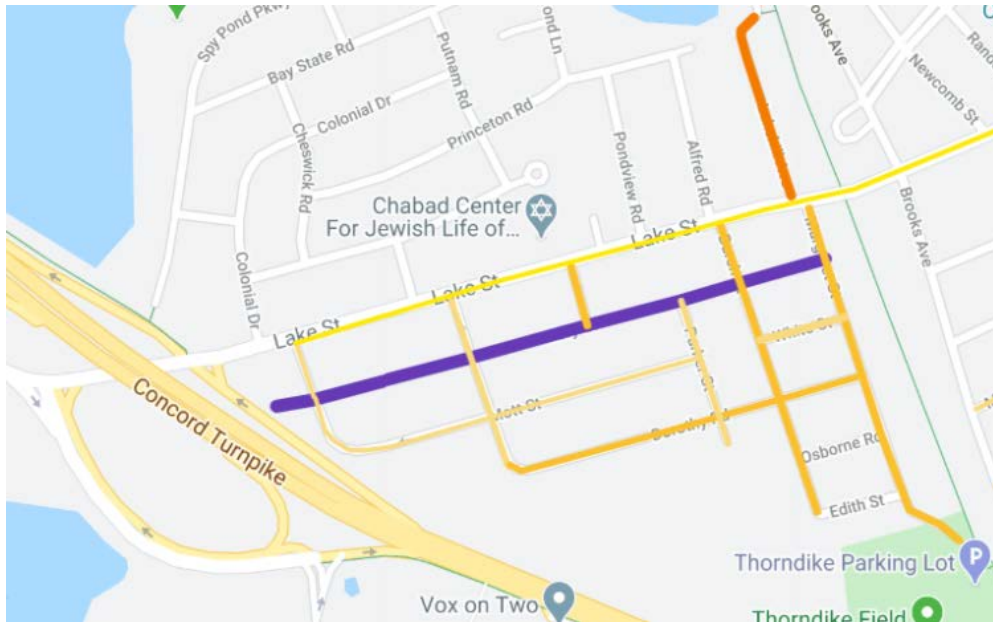 Spy Pond Pkwy
Bay State Rd
Putnam Rd
ond Ln
Brooks Ave
Rand
Newcomb St
Colonial Dr
Cheswick Rd
Princeton Rd
Pondview Rd
Alfred Rd
Chabad Center
For Jewish Life of...
Lake St
Brooks Ave
Colonial Dr
Lake St
Lake St
White St
Mott St
Dorothy Rd
Concord Turnpike
Osborne Rd
Edith St
Thorndike Parking Lot
P
Vox on Two
Thorndike Field